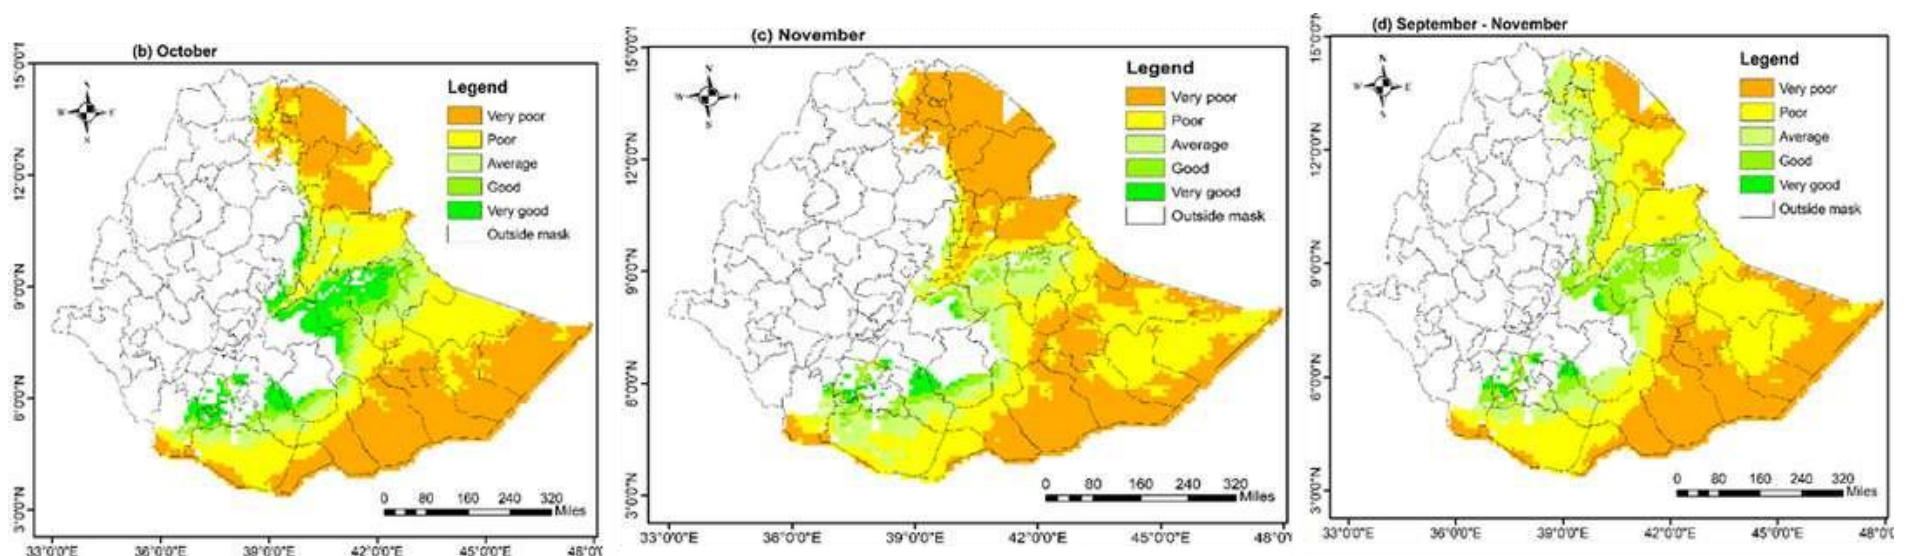 (b) October
N
W E
S
Legend
Very poor
Poor
Average
Good
Very good
Outside mask
15°0'0"N
12°0'0"N
9°0'0"N
6°0'0"N
3°0'0"N
0 80 160 240 320
Miles
33°0'0"E 36°0'0"E 39°0'0"E 42°0'0"E 45°0'0"E 48°0'0
(c) November
N
W E
S
Legend
Very poor
Poor
Average
Good
Very good
Outside mask
15°0'0"N
12°0'0"N
9°0'0"N
6°0'0"N
3°0'0"N
0 80 160 240 320
Miles
33°0'0"E 36°0'0"E 39°0'0"E 42°0'0"E 45°0'0"E 48°0'0"E
(d) September - November
N
W E
S
Legend
Very poor
Poor
Average
Good
Very good
Outside mask
15°0'0"N
12°0'0"N
9°0'0"N
6°0'0"N
3°0'0"N
0 80 160 240 320
Miles
33°0'0"E 36°0'0"E 39°0'0"E 42°0'0"E 45°0'0"E 48°0'0"E